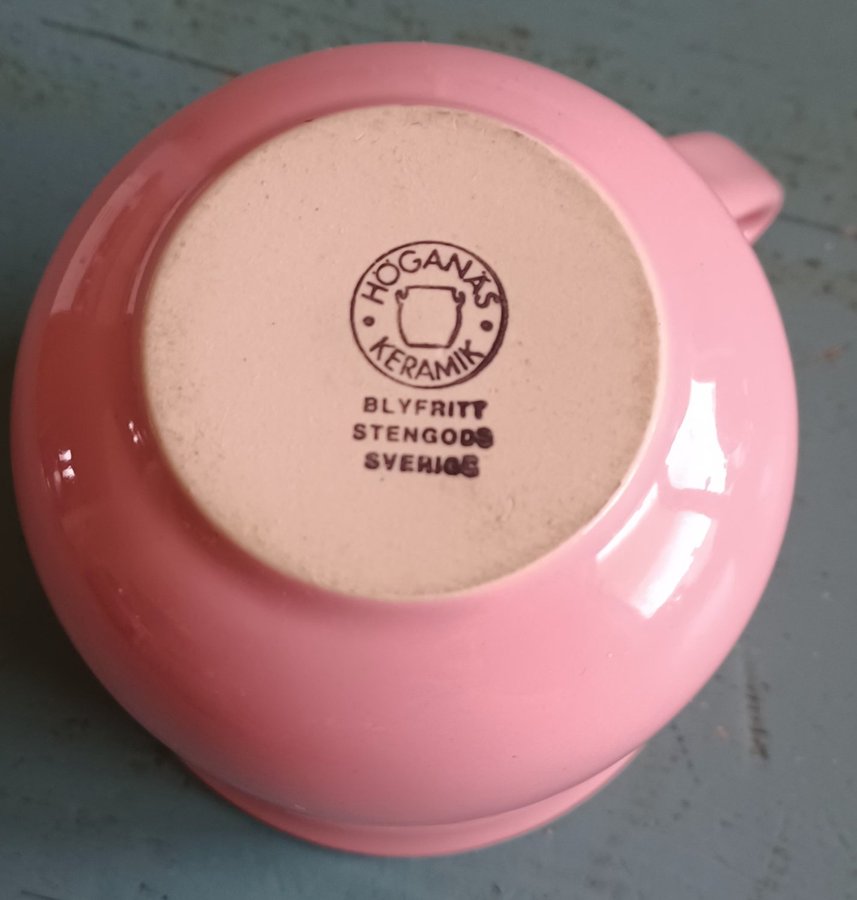 HÖGANÄS
KERAMIK
BLYFRITT
STENGODS
SVERIGE